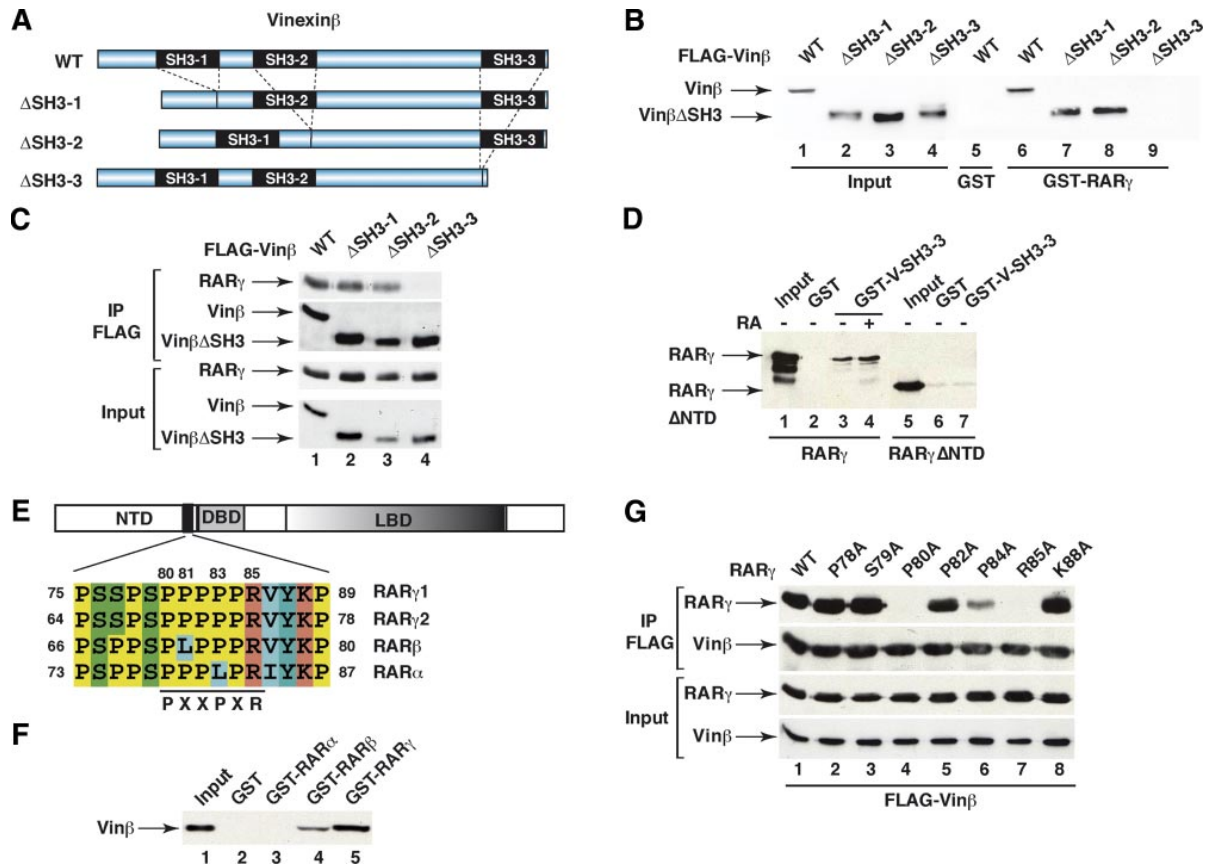 A
Vinexinβ
WT
SH3-1 SH3-2 SH3-3
ΔSH3-1
SH3-2 SH3-3
ΔSH3-2
SH3-1 SH3-3
ΔSH3-3
SH3-1 SH3-2
B
FLAG-Vinβ WT ΔSH3-1 ΔSH3-2 ΔSH3-3 WT WT ΔSH3-1 ΔSH3-2 ΔSH3-3
Vinβ
VinβΔSH3
1 2 3 4 5 6 7 8 9
Input GST GST-RARγ
C
FLAG-Vinβ WT ΔSH3-1 ΔSH3-2 ΔSH3-3
IP FLAG
RARγ
Vinβ
VinβΔSH3
Input
RARγ
Vinβ
VinβΔSH3
1 2 3 4
D
Input GST GST-V-SH3-3 Input GST GST-V-SH3-3
RA - - - + - - -
RARγ
RARγ
ΔNTD
1 2 3 4 5 6 7
RARγ RARγΔNTD
E
NTD DBD LBD
80 81 83 85
75 PSSPSPPPPPRVYKP 89 RARγ1
64 PSSPSPPPPPRVYKP 78 RARγ2
66 PSPPSPLPPPRVYKP 80 RARβ
73 PSPPSPPPLPRIYKP 87 RARα
P X X P X R
F
Input GST GST-RARα GST-RARβ GST-RARγ
Vinβ
1 2 3 4 5
G
RARγ WT P78A S79A P80A P82A P84A R85A K88A
IP FLAG
RARγ
Vinβ
Input
RARγ
Vinβ
1 2 3 4 5 6 7 8
FLAG-Vinβ